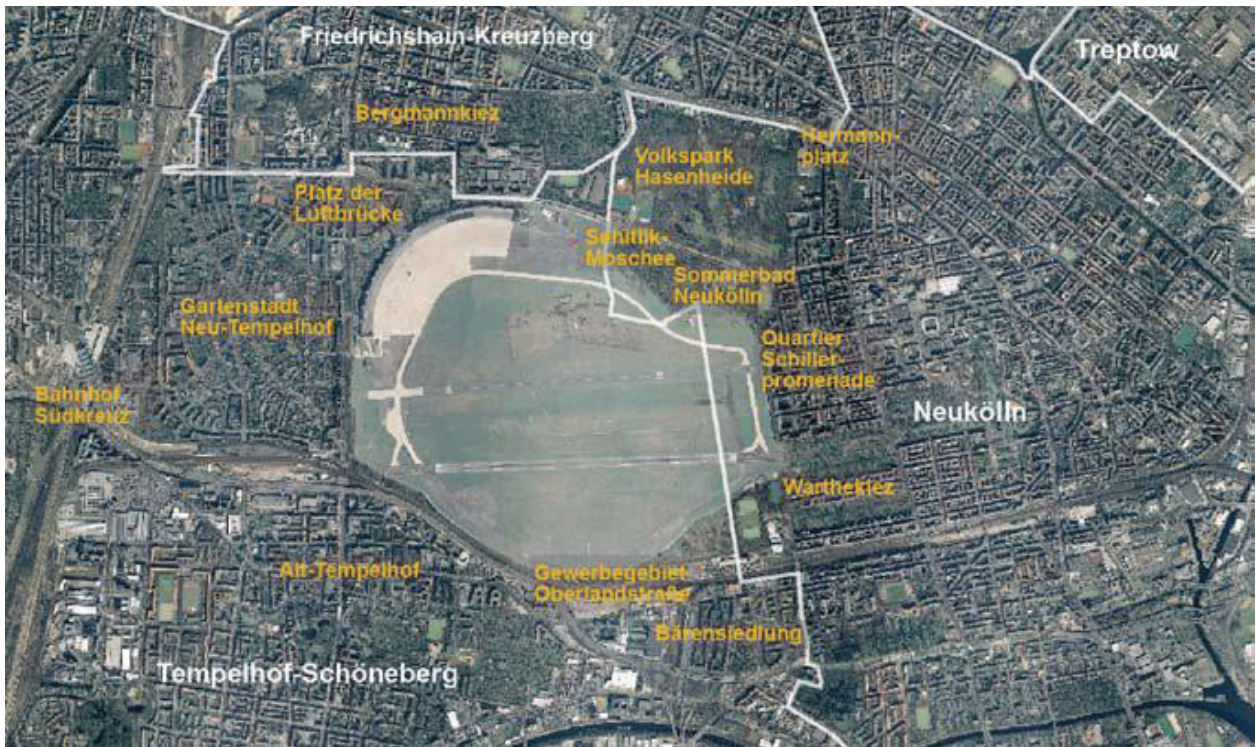 Friedrichshain-Kreuzberg
Treptow
Bergmannkiez
Hermann-
platz
Volkspark
Hasenheide
Platz der
Luftbrücke
Sehitlik-
Moschee
Sommerbad
Neukölln
Gartenstadt
Neu-Tempelhof
Quartier
Schiller-
promenade
Bahnhof
Südkreuz
Neukölln
Warthekiez
Alt-Tempelhof
Gewerbegebiet
Oberlandstraße
Bärensiedlung
Tempelhof-Schöneberg